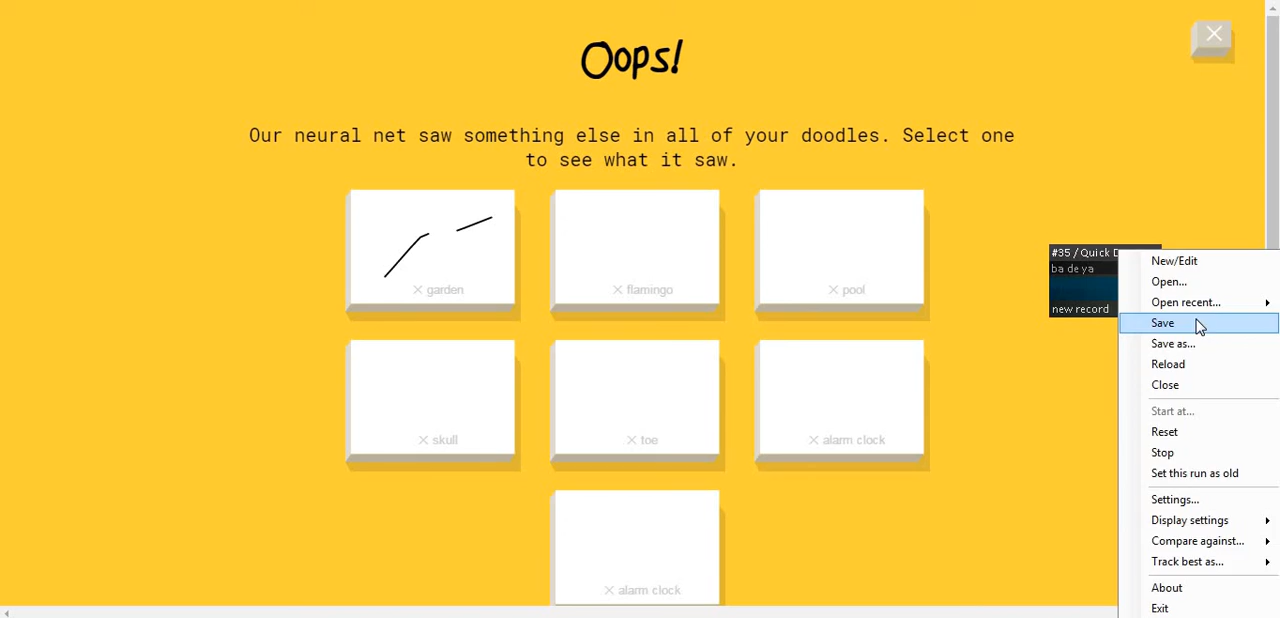 Oops!
Our neural net saw something else in all of your doodles. Select one
to see what it saw.
garden
flamingo
pool
skull
toe
alarm clock
alarm clock
#35 / Quick D
ba de ya
new record
New/Edit
Open...
Open recent...
Save
Save as...
Reload
Close
Start at...
Reset
Stop
Set this run as old
Settings...
Display settings
Compare against...
Track best as...
About
Exit